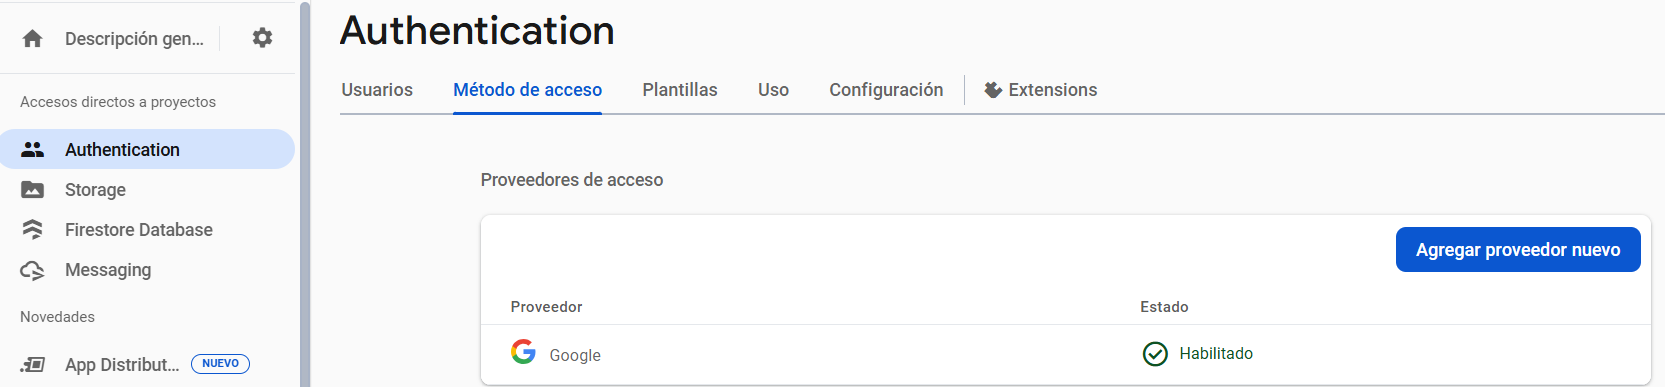 Descripción gen...
Accesos directos a proyectos
Authentication
Storage
Firestore Database
Messaging
Novedades
App Distribut... NUEVO
Authentication
Usuarios Método de acceso Plantillas Uso Configuración Extensions
Proveedores de acceso
Agregar proveedor nuevo
Proveedor Estado
Google Habilitado